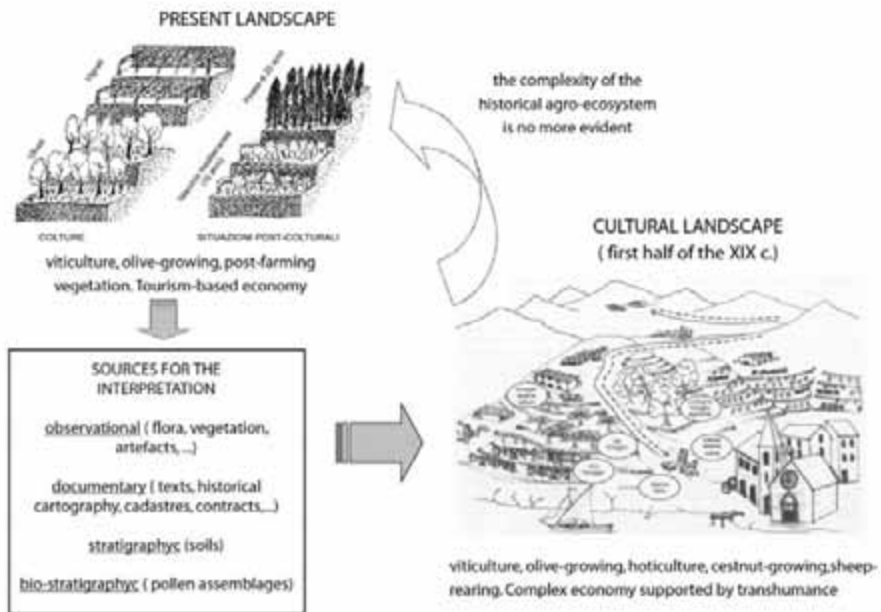 PRESENT LANDSCAPE
COLTURE
SITUAZIONI POST-COLTURALI
viticulture, olive-growing, post-farming
vegetation. Tourism-based economy
SOURCES FOR THE
INTERPRETATION
observational ( flora, vegetation,
artefacts, ...)
documentary ( texts, historical
cartography, cadastres, contracts,...)
stratigraphyc (soils)
bio-stratigraphyc ( pollen assemblages)
the complexity of the
historical agro-ecosystem
is no more evident
CULTURAL LANDSCAPE
( first half of the XIX c.)
viticulture, olive-growing, hoticulture, cestnut-growing,sheep-
rearing. Complex economy supported by transhumance